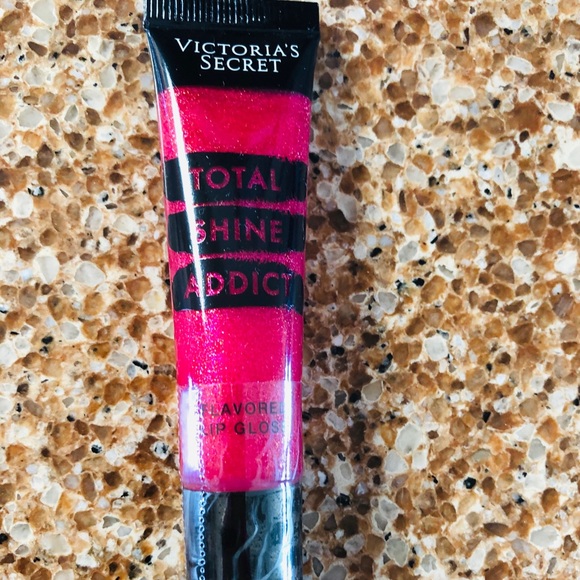 VICTORIA'S
SECRET
TOTAL
SHINE
ADDICT
FLAVORED
LIP GLOSS